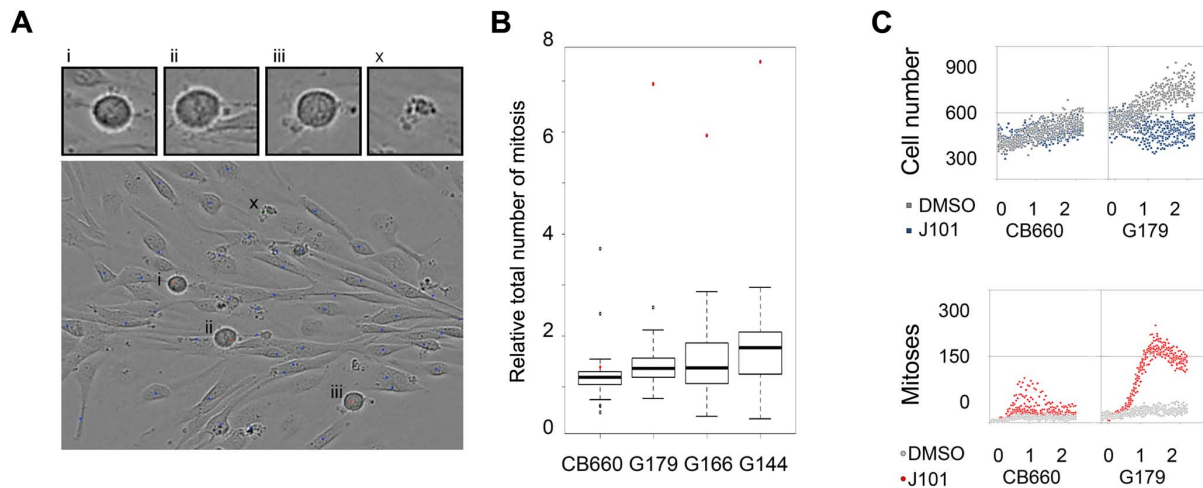 A
i ii iii x
x
i
ii
iii
B
Relative total number of mitosis
8
6
4
2
0
CB660 G179 G166 G144
C
Cell number
900
600
300
DMSO
J101
0 1 2 0 1 2
CB660 G179
Mitoses
300
150
0
DMSO
J101
0 1 2 0 1 2
CB660 G179